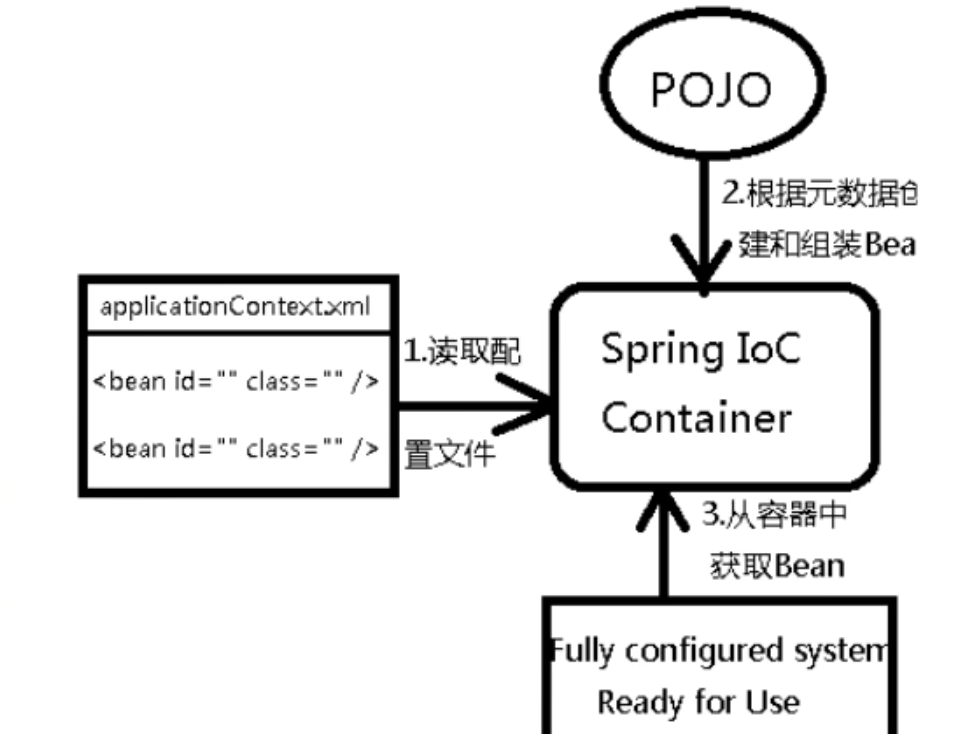 POJO
2.根据元数据创
建和组装Bea
applicationContext.xml
<bean id="" class="" />
<bean id="" class="" />
1.读取配
置文件
Spring IoC
Container
3.从容器中
获取Bean
Fully configured system
Ready for Use